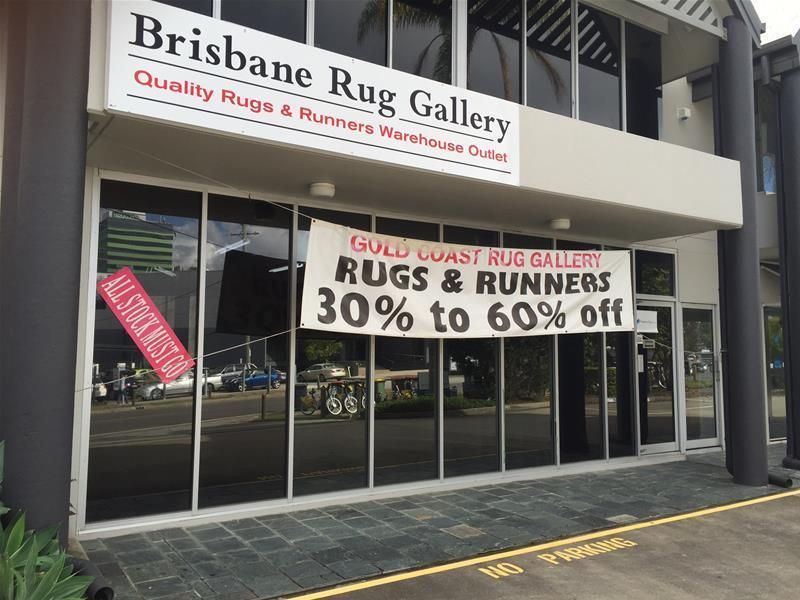 Brisbane Rug Gallery
Quality Rugs & Runners Warehouse Outlet
GOLD COAST RUG GALLERY
RUGS & RUNNERS
30% to 60% off
ALL STOCK MUST GO
NO PARKING